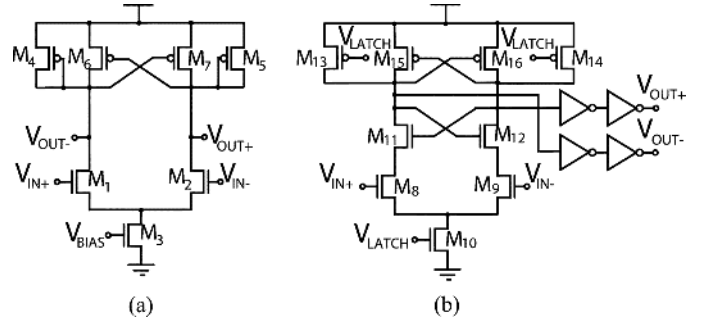 M4 M6 M7 M5
VOUT- VOUT+
VIN+ M1 M2 VIN-
VBIAS M3
(a)
M13 VLATCH M15 M16 VLATCH M14
VOUT+
VOUT-
M11 M12
VIN+ M8 M9 VIN-
VLATCH M10
(b)